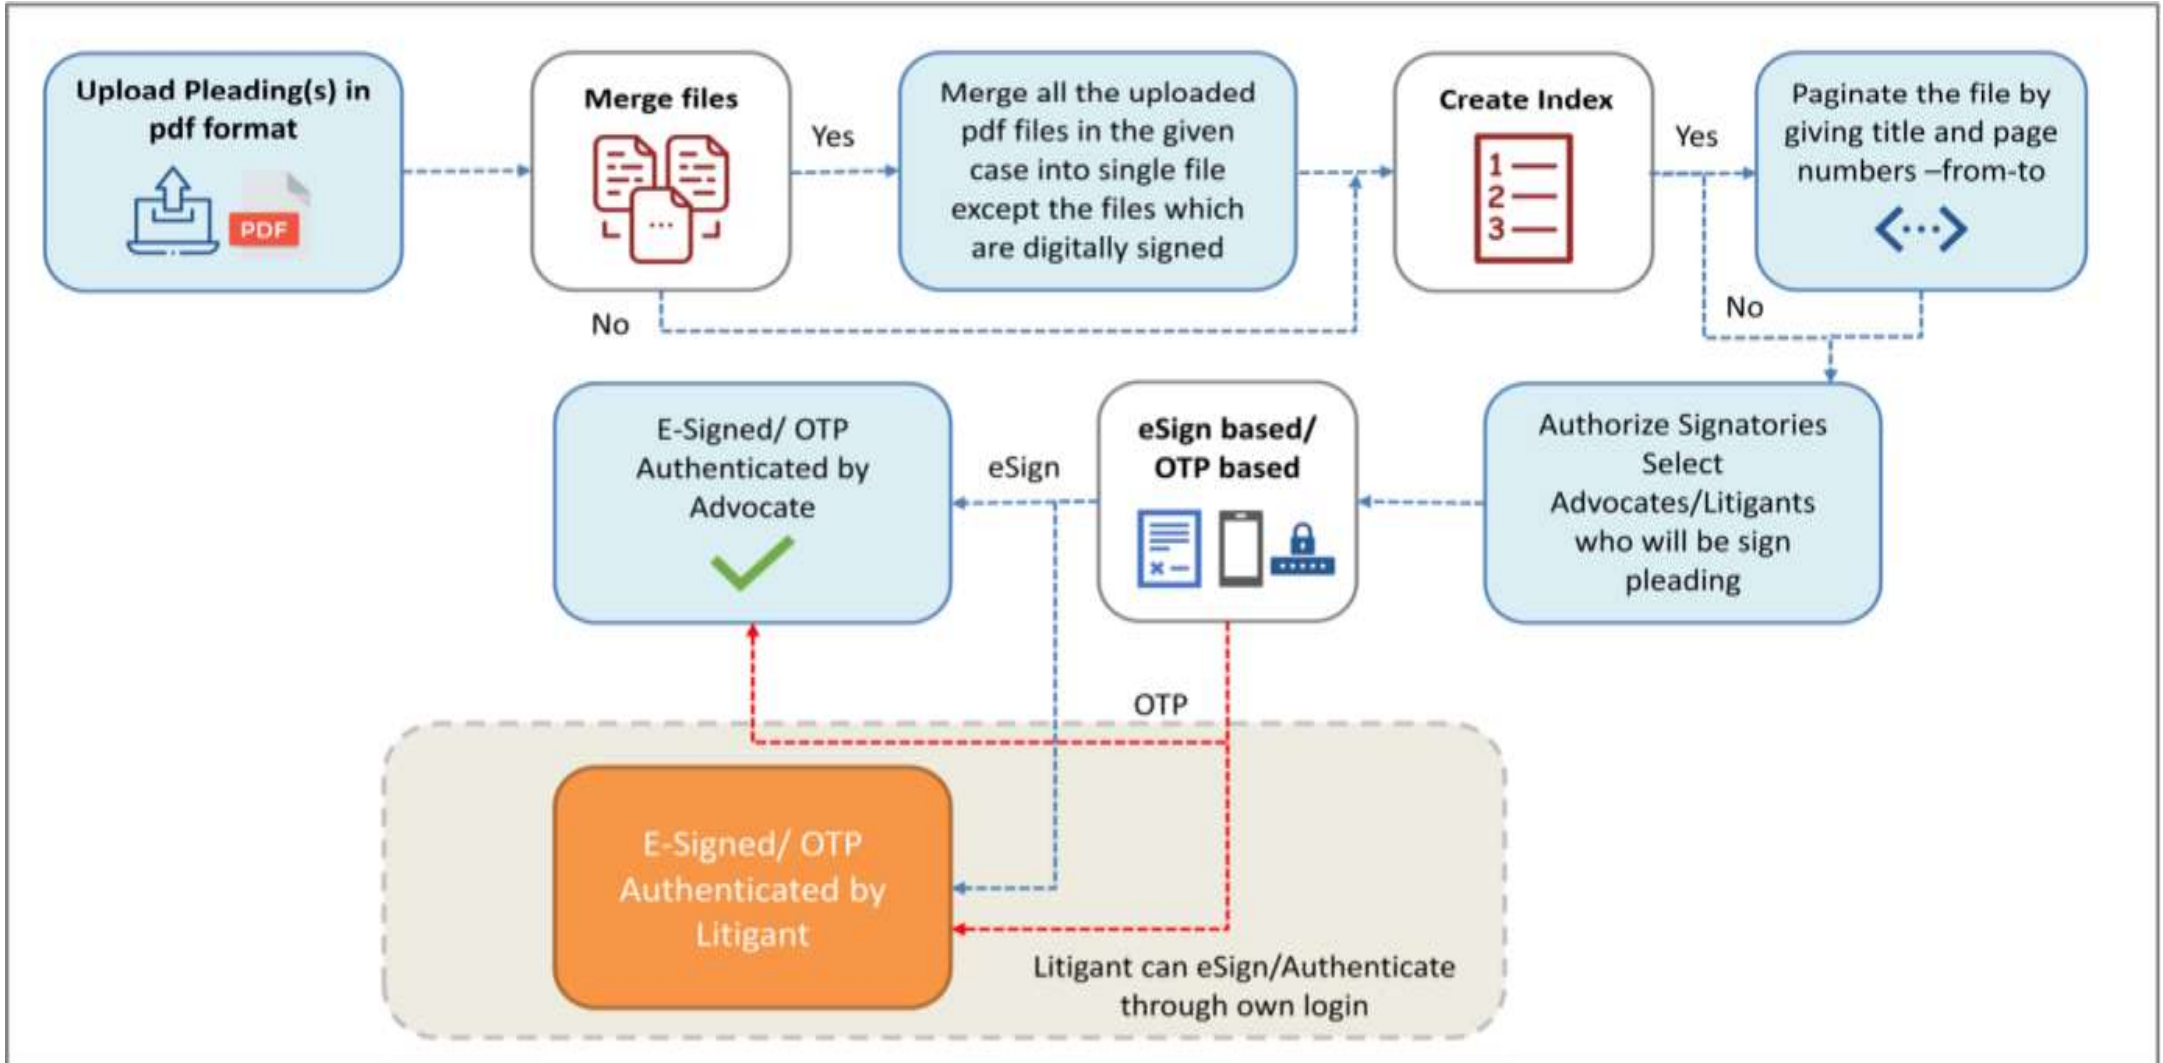 Upload Pleading(s) in
pdf format
PDF
Merge files
...
Yes
No
Merge all the uploaded
pdf files in the given
case into single file
except the files which
are digitally signed
Create Index
1
2
3
Yes
No
Paginate the file by
giving title and page
numbers –from-to
Authorize Signatories
Select
Advocates/Litigants
who will be sign
pleading
eSign based/
OTP based
eSign
E-Signed/ OTP
Authenticated by
Advocate
OTP
E-Signed/ OTP
Authenticated by
Litigant
Litigant can eSign/Authenticate
through own login